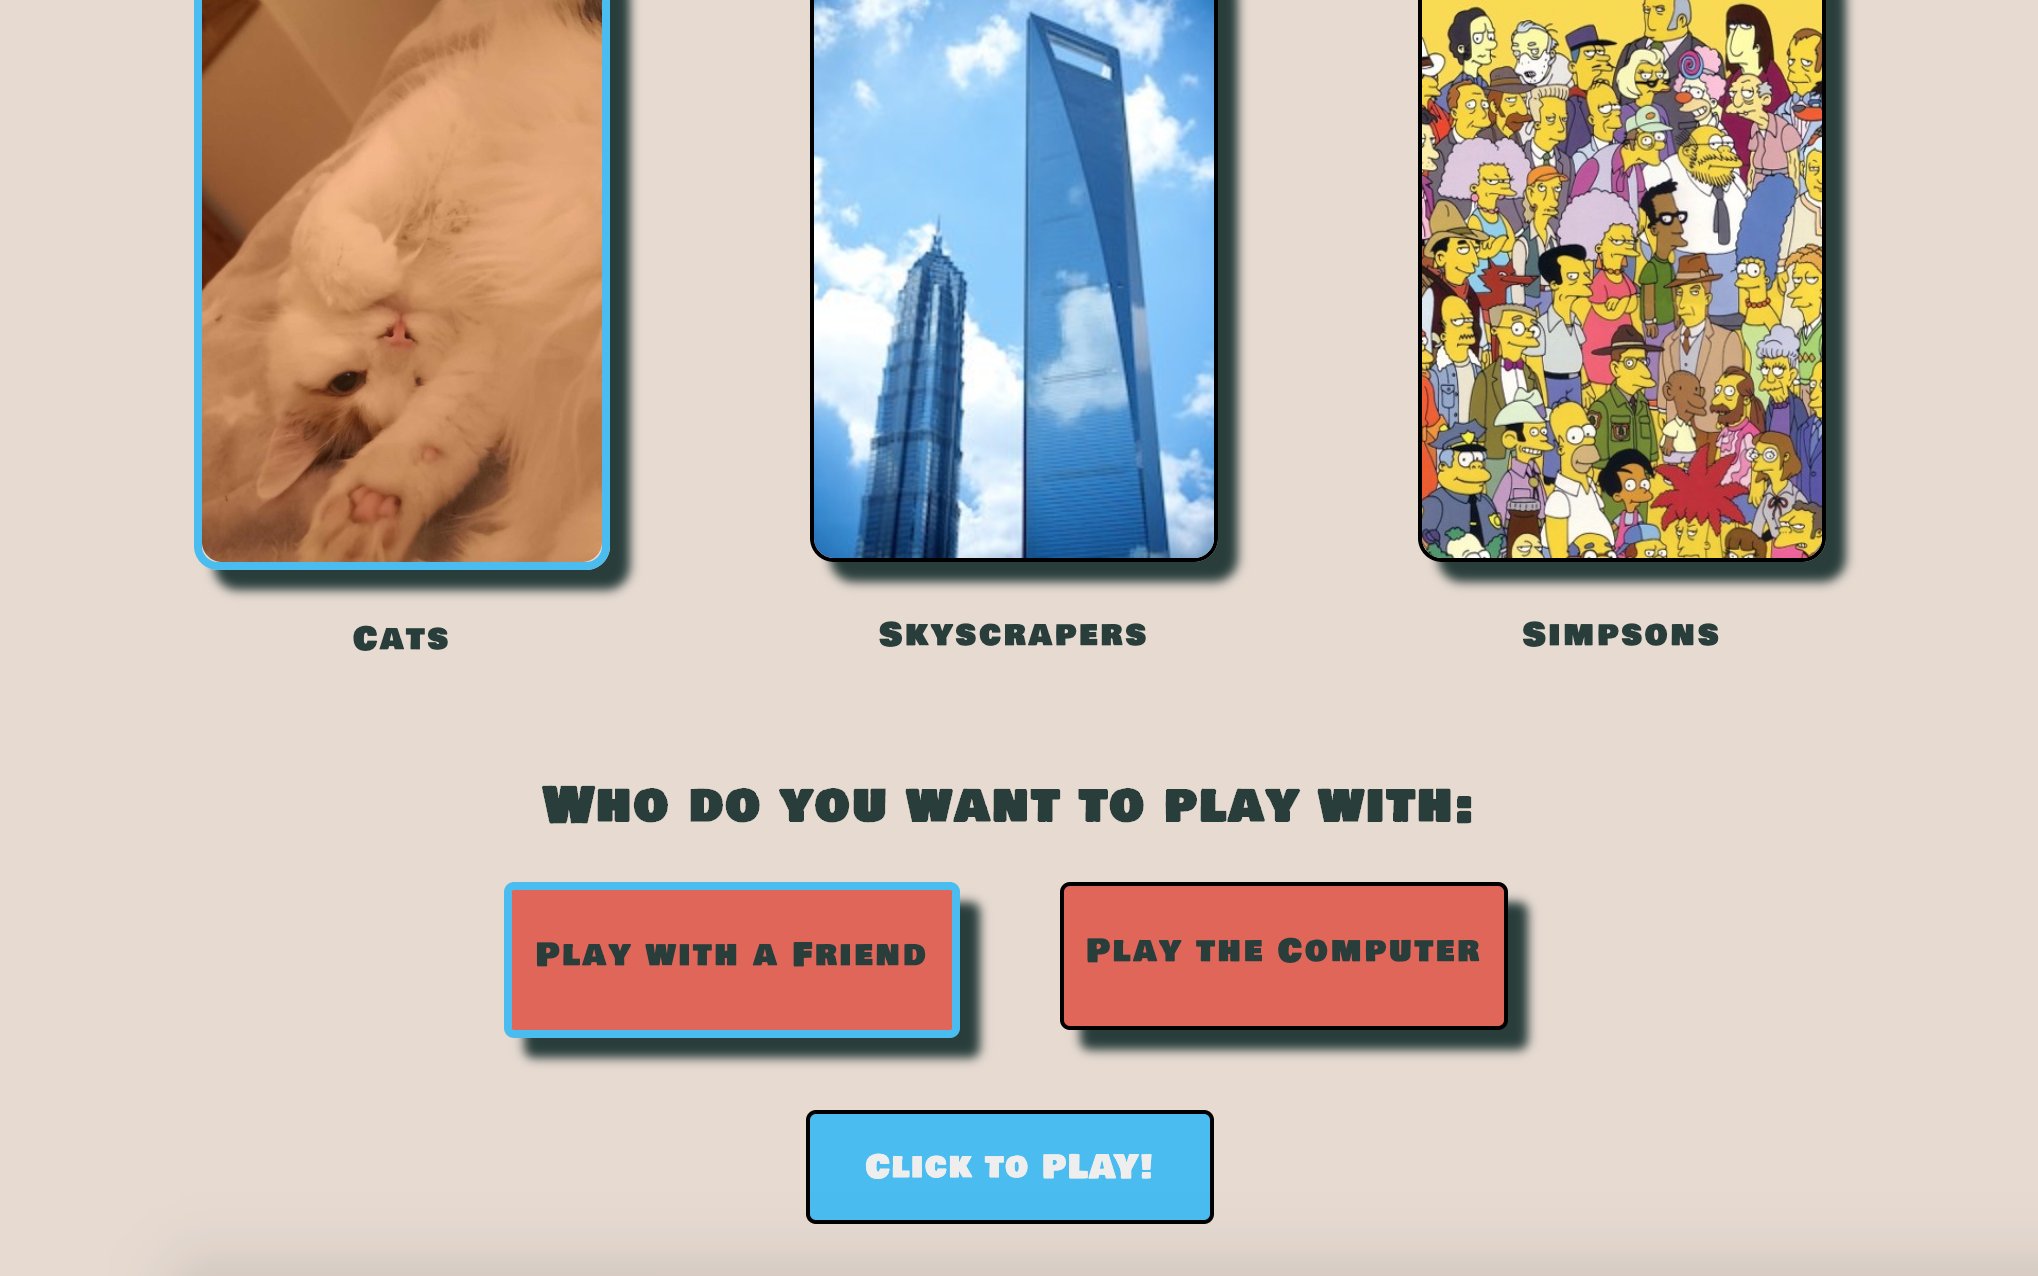 Cats
Skyscrapers
Simpsons
Who do you want to play with:
Play with a Friend
Play the Computer
Click to PLAY!